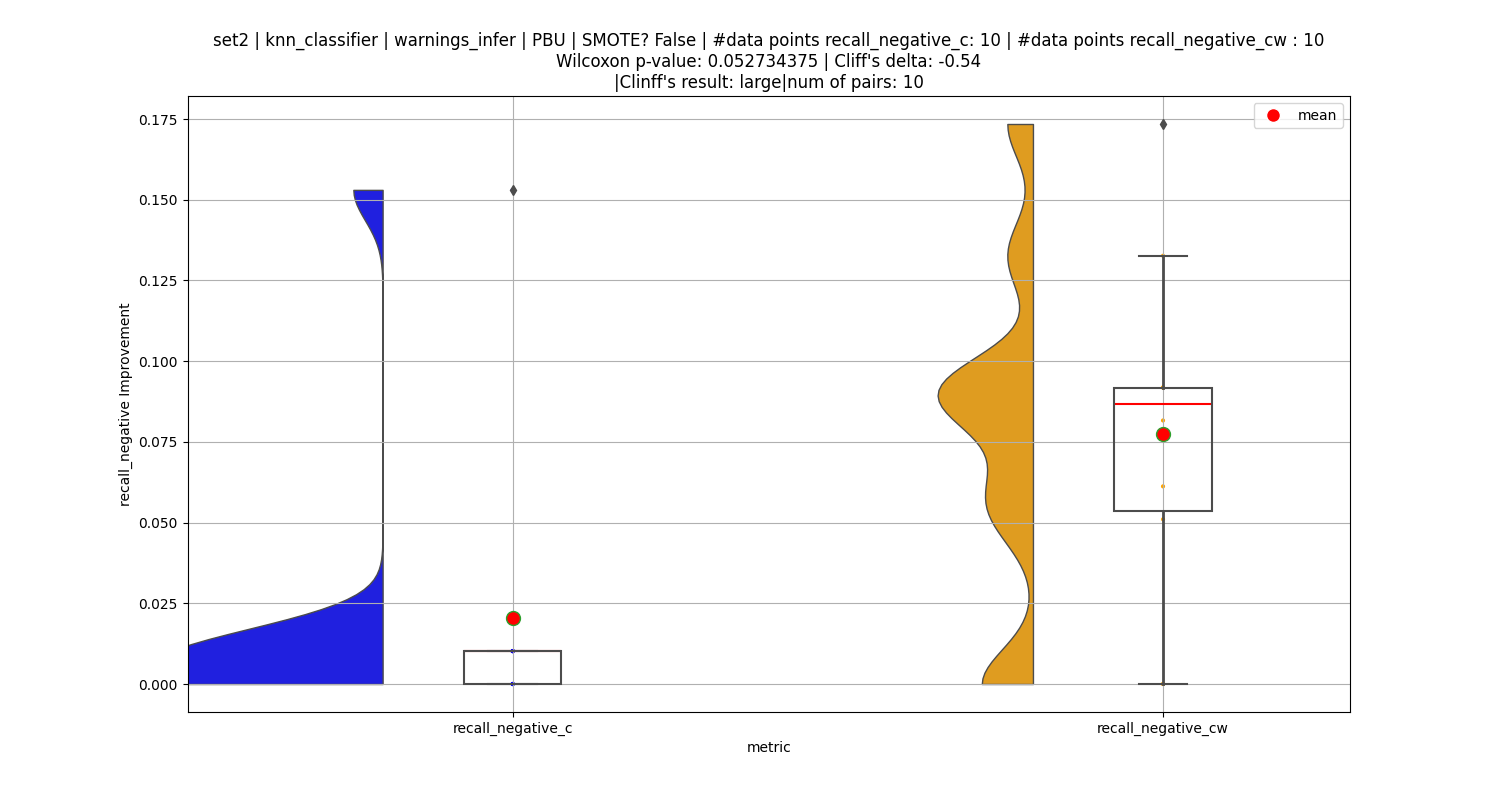 set2 | knn_classifier | warnings_infer | PBU | SMOTE? False | #data points recall_negative_c: 10 | #data points recall_negative_cw : 10
Wilcoxon p-value: 0.052734375 | Cliff's delta: -0.54
|Clinff's result: large|num of pairs: 10
mean
0.175
0.150
0.125
0.100
0.075
0.050
0.025
0.000
recall_negative Improvement
recall_negative_c
recall_negative_cw
metric